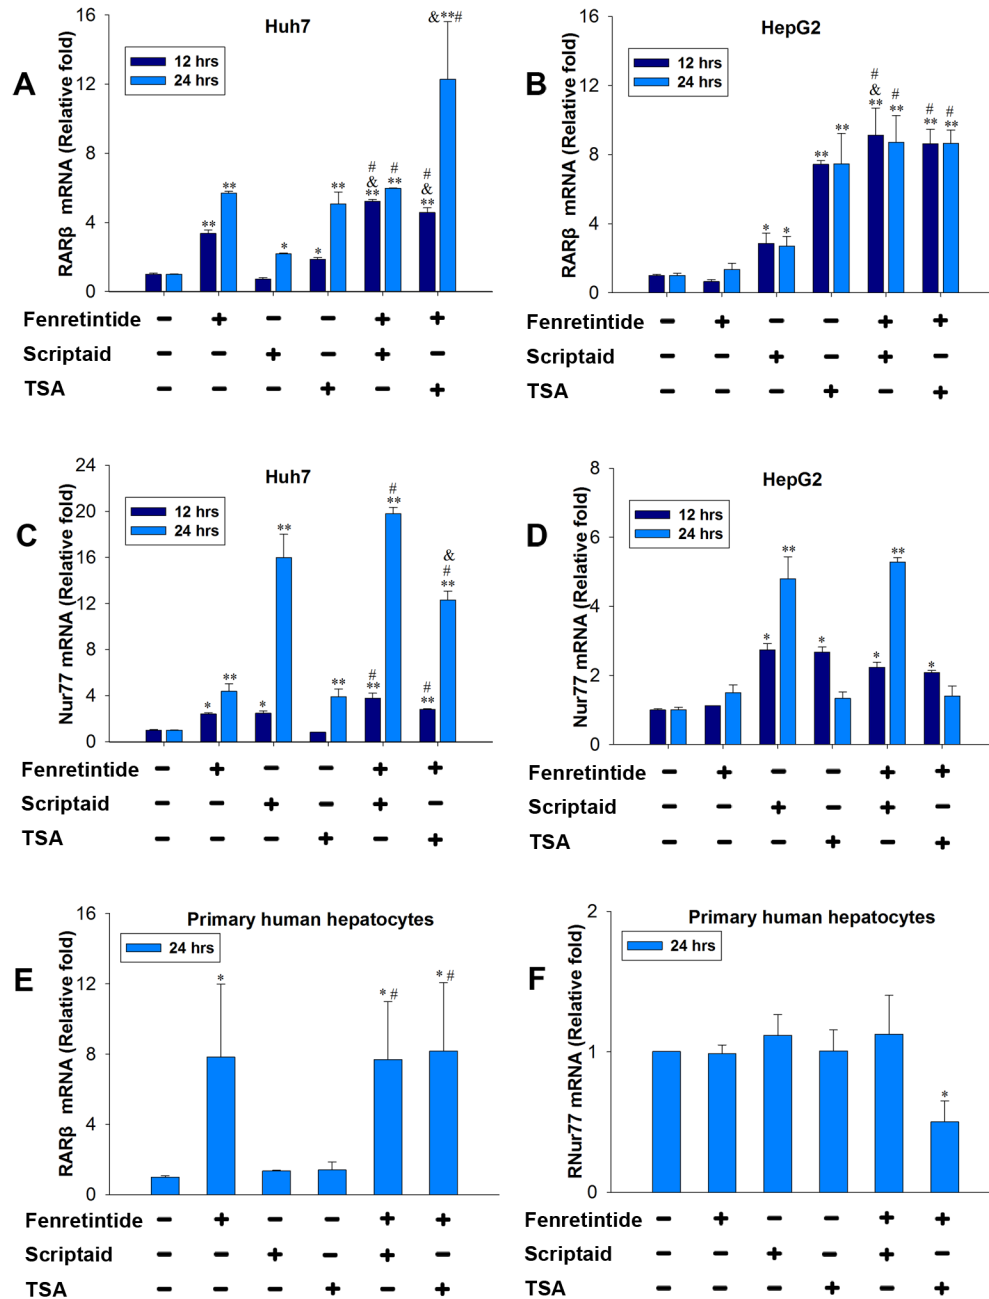 A
Huh7
RARβ mRNA (Relative fold)
12 hrs
24 hrs
16
12
8
4
0
**
**
*
*
**
#
&
**
#
**
#
&
**
&**#
Fenretintide − + − − + +
Scriptaid − − + − + −
TSA − − − + − +
B
HepG2
RARβ mRNA (Relative fold)
12 hrs
24 hrs
16
12
8
4
0
*
*
**
**
#
&
**
#
**
#
**
#
**
Fenretintide − + − − + +
Scriptaid − − + − + −
TSA − − − + − +
C
Huh7
Nur77 mRNA (Relative fold)
12 hrs
24 hrs
24
20
16
12
8
4
0
*
**
*
**
**
#
**
#
**
#
**
&
#
**
Fenretintide − + − − + +
Scriptaid − − + − + −
TSA − − − + − +
D
HepG2
Nur77 mRNA (Relative fold)
12 hrs
24 hrs
8
6
4
2
0
*
**
*
*
**
*
Fenretintide − + − − + +
Scriptaid − − + − + −
TSA − − − + − +
E
Primary human hepatocytes
RARβ mRNA (Relative fold)
24 hrs
16
12
8
4
0
*
*#
*#
Fenretintide − + − − + +
Scriptaid − − + − + −
TSA − − − + − +
F
Primary human hepatocytes
RNur77 mRNA (Relative fold)
24 hrs
2
1
0
*
Fenretintide − + − − + +
Scriptaid − − + − + −
TSA − − − + − +